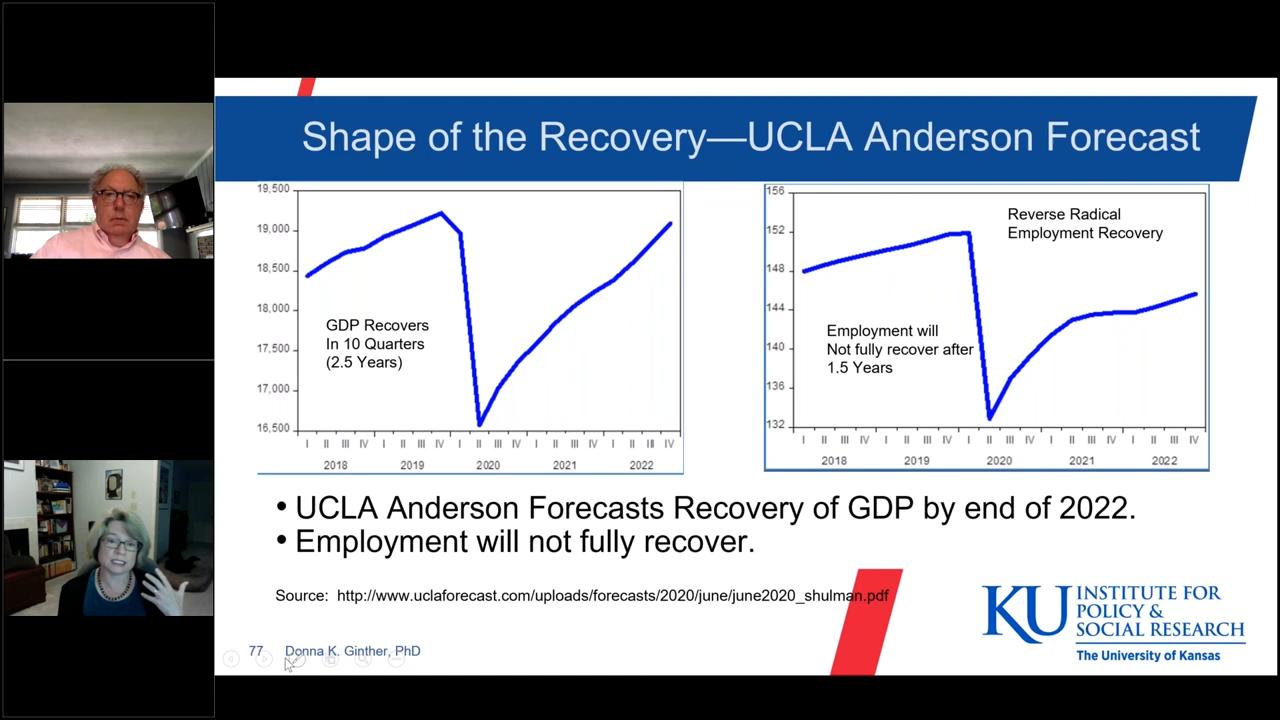 Shape of the Recovery—UCLA Anderson Forecast
19,500
19,000
18,500
18,000
17,500
17,000
16,500
GDP Recovers
In 10 Quarters
(2.5 Years)
I II III IV I II III IV I II III IV I II III IV I II III IV
2018 2019 2020 2021 2022
156
152
148
144
140
136
132
Reverse Radical
Employment Recovery
Employment will
Not fully recover after
1.5 Years
I II III IV I II III IV I II III IV I II III IV I II III IV
2018 2019 2020 2021 2022
• UCLA Anderson Forecasts Recovery of GDP by end of 2022.
• Employment will not fully recover.
Source: http://www.uclaforecast.com/uploads/forecasts/2020/june/june2020_shulman.pdf
77 Donna K. Ginther, PhD
KU
INSTITUTE FOR
POLICY &
SOCIAL RESEARCH
The University of Kansas